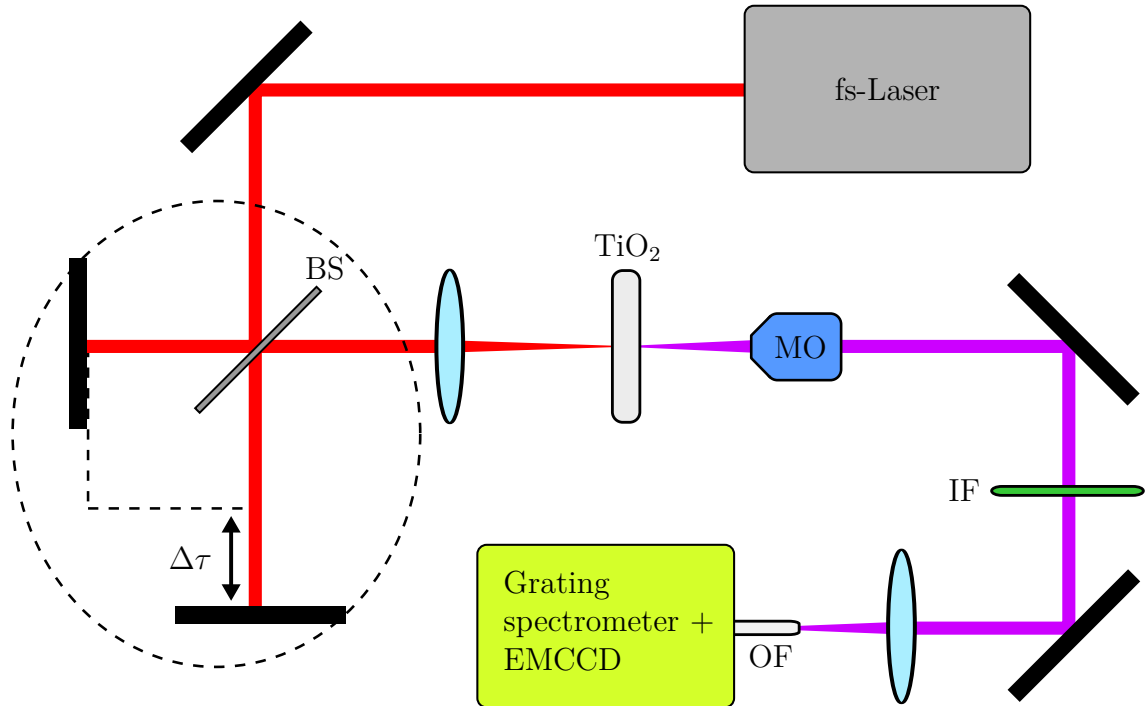 fs-Laser
BS
TiO₂
MO
IF
Δτ
Grating
spectrometer +
EMCCD
OF